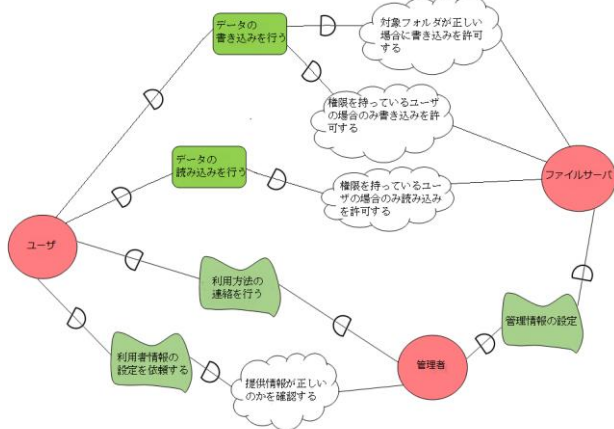 データの
書き込みを行う
対象フォルダが正しい
場合に書き込みを許可
する
権限を持っているユーザ
の場合のみ書き込みを許
可する
データの
読み込みを行う
権限を持っているユー
ザの場合のみ読み込み
を許可する
ファイルサーバ
ユーザ
利用方法の
連絡を行う
管理情報の設定
利用者情報の
設定を依頼する
提供情報が正しい
のかを確認する
管理者